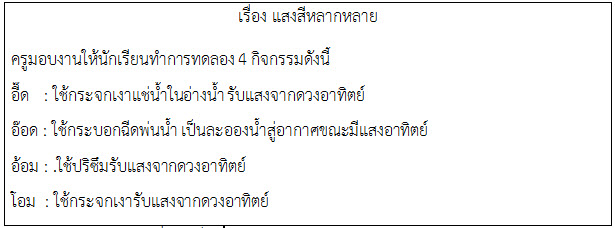 เรื่อง แสงสีหลากหลาย
ครูมอบงานให้นักเรียนทำการทดลอง 4 กิจกรรมดังนี้
อี๊ด : ใช้กระจกเงาแช่น้ำในอ่างน้ำ รับแสงจากดวงอาทิตย์
อ๊อด : ใช้กระบอกฉีดพ่นน้ำ เป็นละอองน้ำสู่อากาศขณะมีแสงอาทิตย์
อ้อม : .ใช้ปริซึมรับแสงจากดวงอาทิตย์
โอม : ใช้กระจกเงารับแสงจากดวงอาทิตย์